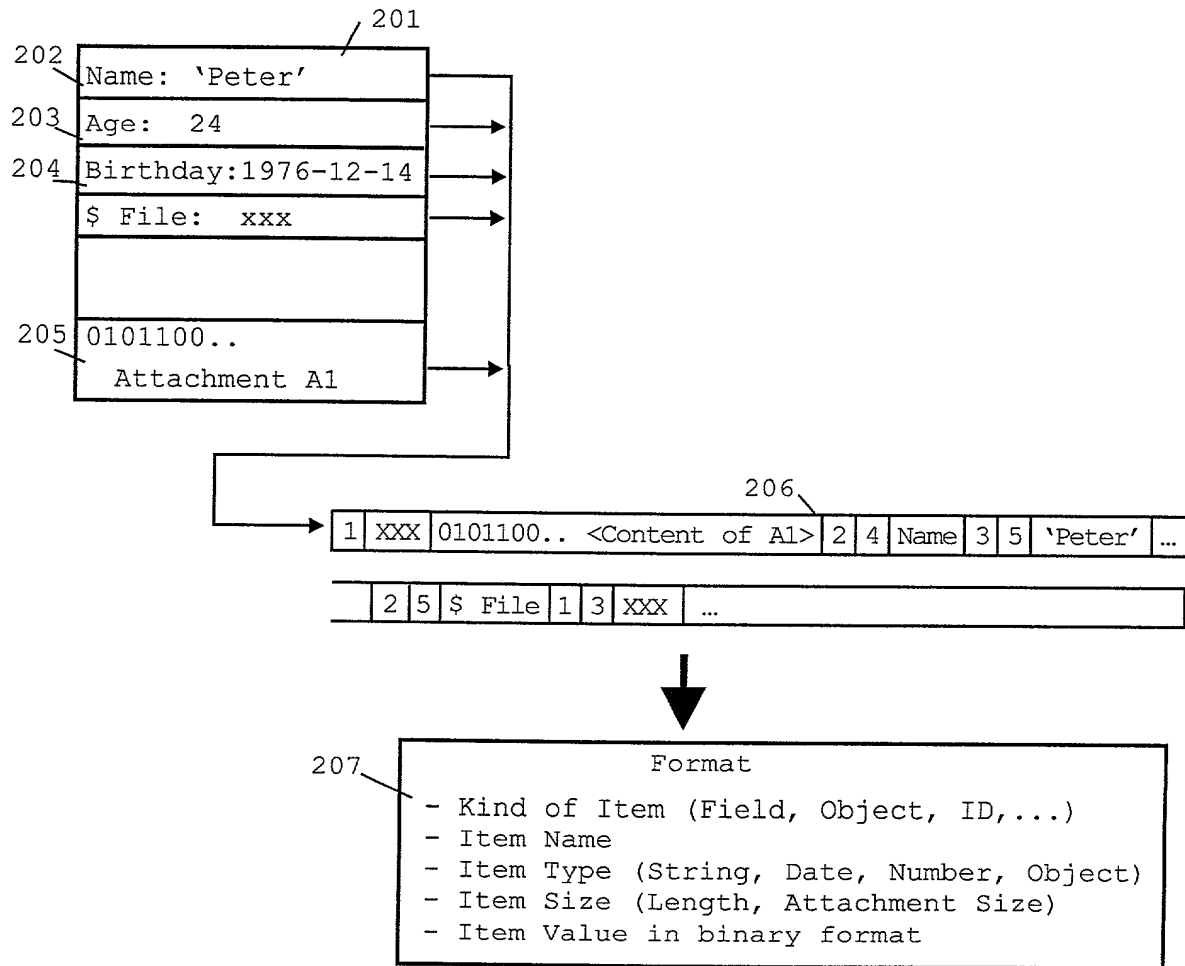 201
202
Name: ‘Peter’
203
Age: 24
204
Birthday:1976-12-14
$ File: xxx
205
0101100..
Attachment A1
206
1 XXX 0101100.. <Content of A1> 2 4 Name 3 5 ‘Peter’ …
2 5 $ File 1 3 XXX …
207
Format
- Kind of Item (Field, Object, ID,...)
- Item Name
- Item Type (String, Date, Number, Object)
- Item Size (Length, Attachment Size)
- Item Value in binary format